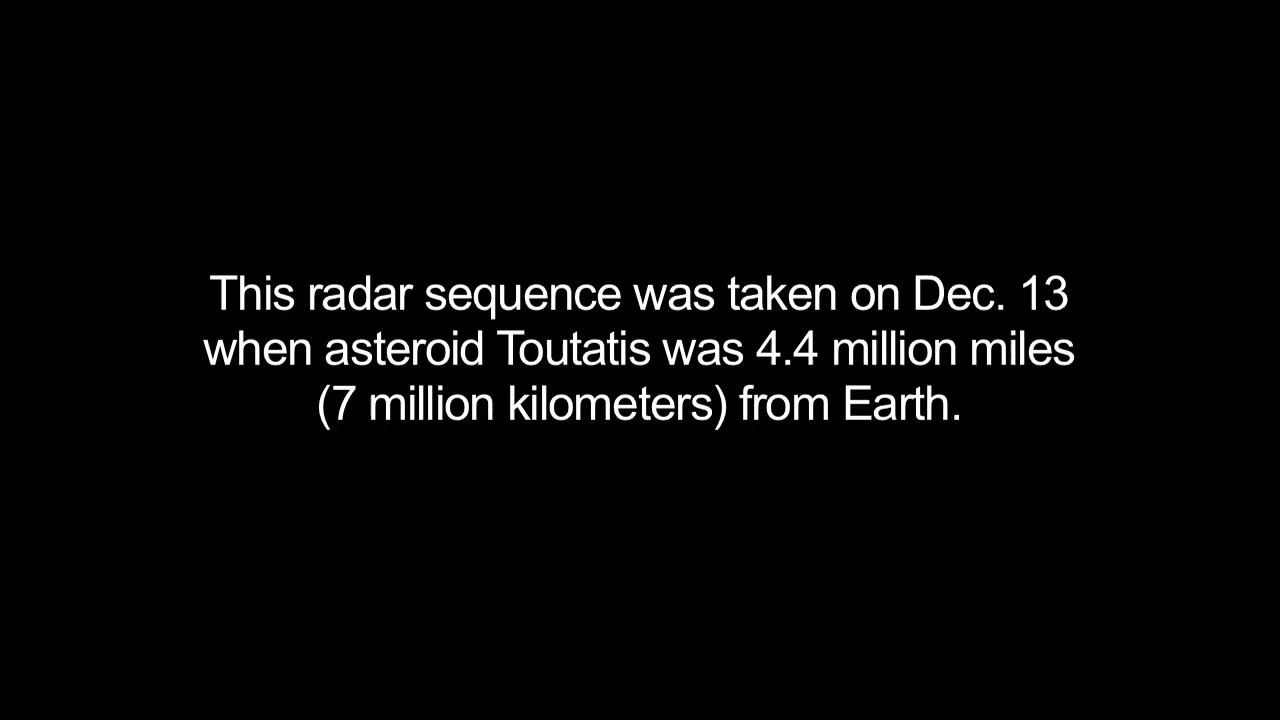 This radar sequence was taken on Dec. 13
when asteroid Toutatis was 4.4 million miles
(7 million kilometers) from Earth.